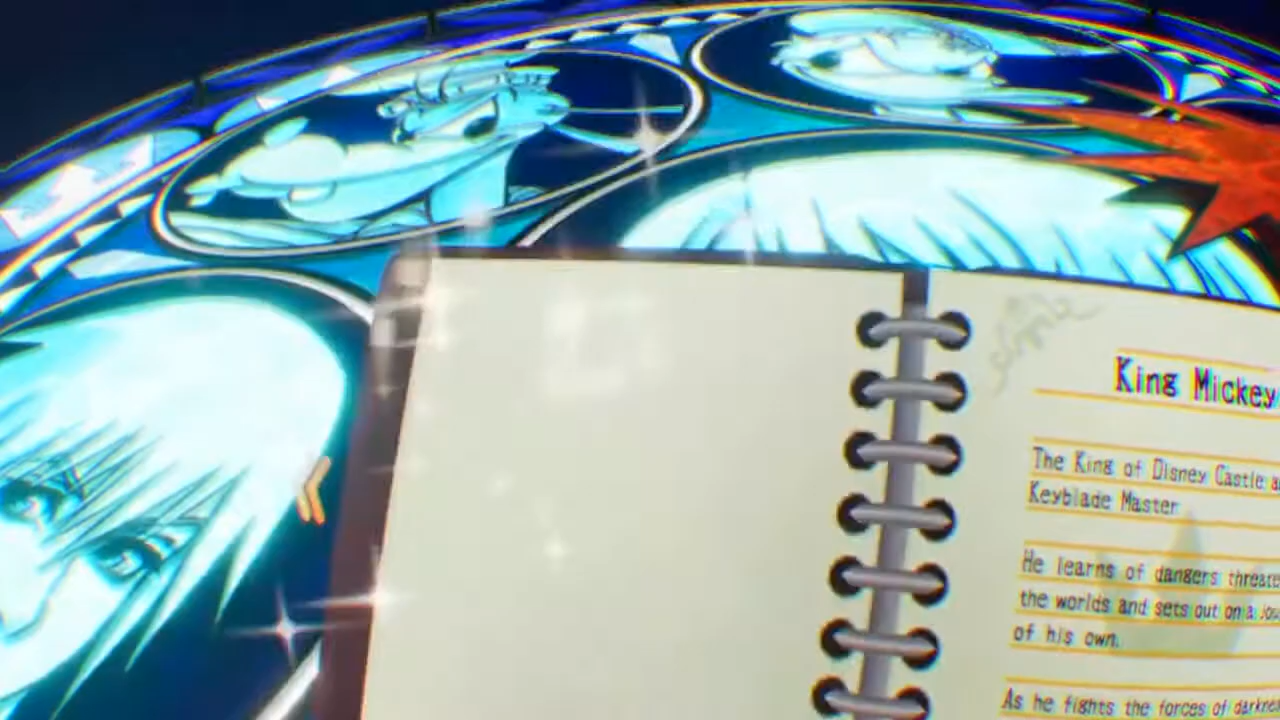 King Mickey
The King of Disney Castle
Keyblade Master.
He learns of dangers
the worlds and sets out on a
of his own.
As he fights the forces of